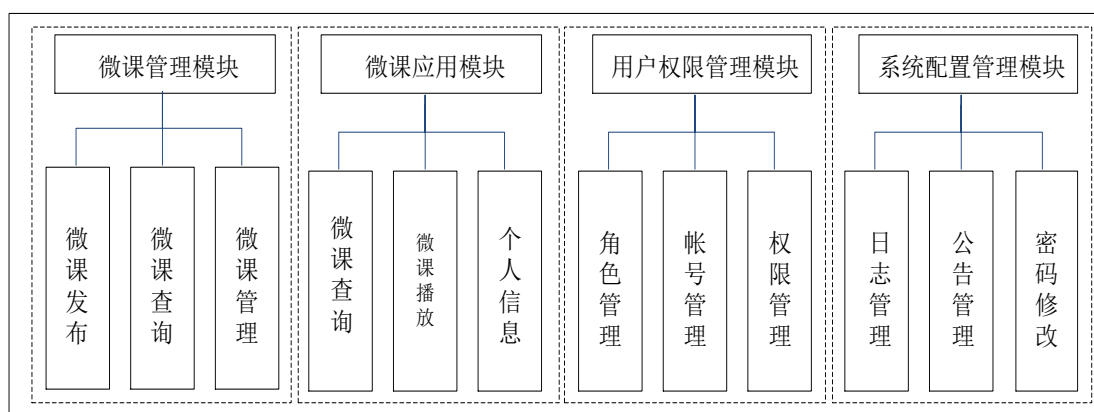 微课管理模块
微课发布
微课查询
微课管理
微课应用模块
微课查询
微课播放
个人信息
用户权限管理模块
角色管理
帐号管理
权限管理
系统配置管理模块
日志管理
公告管理
密码修改